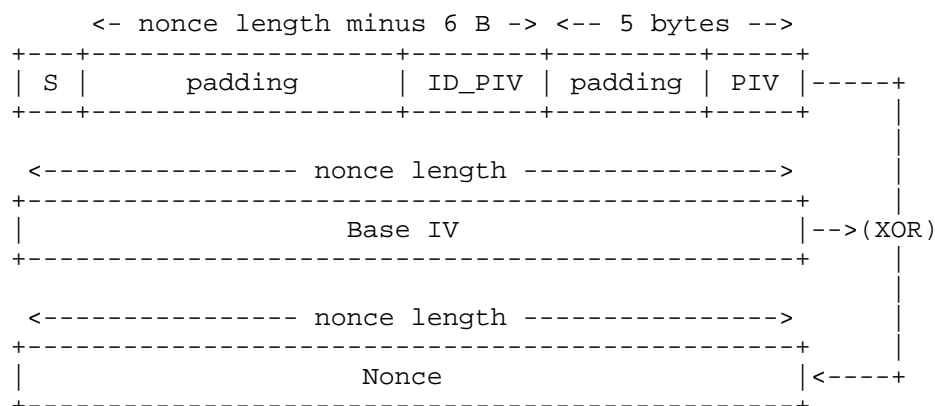 <- nonce length minus 6 B -> <-- 5 bytes -->
+---+-------------------+--------+---------+-----+
| S |      padding      | ID_PIV | padding | PIV |-----+
+---+-------------------+--------+---------+-----+     |
                                                       |
<---------------- nonce length ---------------->       |
+------------------------------------------------+     |
|                    Base IV                     |-->(XOR)
+------------------------------------------------+     |
                                                       |
<---------------- nonce length ---------------->       |
+------------------------------------------------+     |
|                     Nonce                      |<----+
+------------------------------------------------+